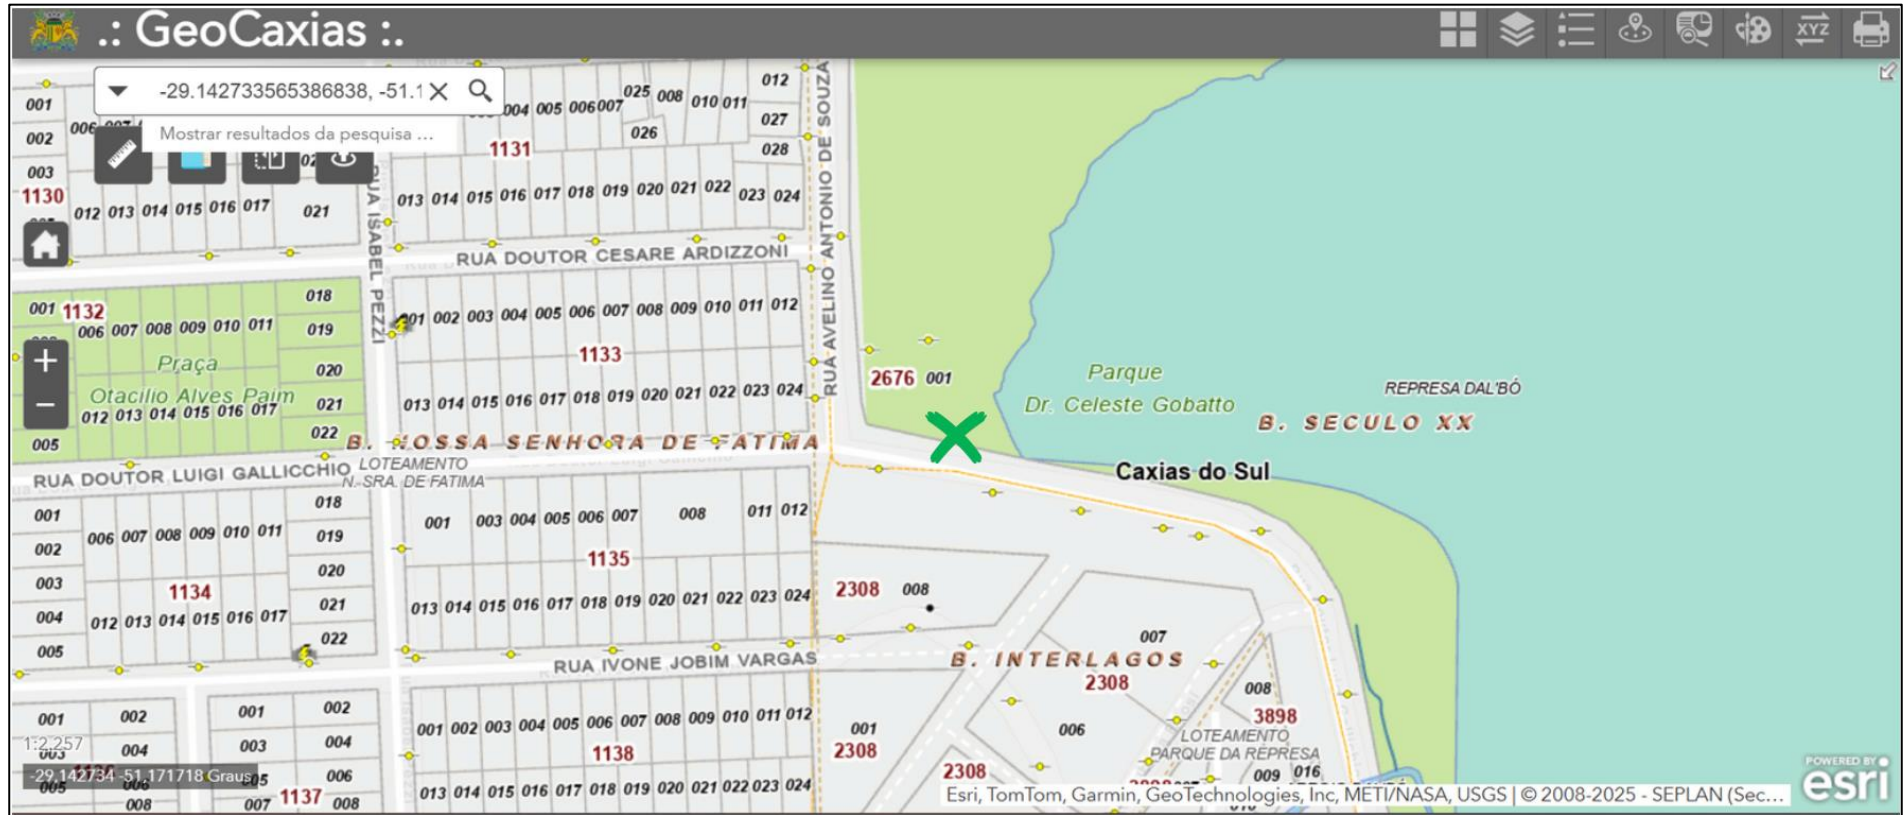 .: GeoCaxias :.
XYZ
-29.142733565386838, -51.1
Mostrar resultados da pesquisa ...
001
002
003
1130
012 013 014 015 016 017
021
004 005 006 007
025
008
010 011
012
026
027
028
1131
013 014 015 016 017 018 019 020 021 022 023 024
RUA ISABEL PEZZI
RUA AVELINO ANTONIO DE SOUZA
RUA DOUTOR CESARE ARDIZZONI
001
1132
006 007 008 009 010 011
018
019
020
021
022
Praça
Otacilio Alves Paim
012 013 014 015 016 017
005
001 002 003 004 005 006 007 008 009 010 011 012
1133
013 014 015 016 017 018 019 020 021 022 023 024
2676 001
Parque
Dr. Celeste Gobatto
REPRESA DAL'BÓ
B. SECULO XX
B. NOSSA SENHORA DE FATIMA
Caxias do Sul
RUA DOUTOR LUIGI GALLICCHIO
LOTEAMENTO
N. SRA. DE FATIMA
001
002
003
004
005
006 007 008 009 010 011
1134
012 013 014 015 016 017
018
019
020
021
022
001
003 004 005 006 007
008
011 012
1135
013 014 015 016 017 018 019 020 021 022 023 024
2308 008
007
B. INTERLAGOS
2308
RUA IVONE JOBIM VARGAS
001
002
004
008
001
003
005
007
1137
002
004
006
008
001 002 003 004 005 006 007 008 009 010 011 012
1138
013 014 015 016 017 018 019 020 021 022 023 024
001
2308
2308
006
008
3898
LOTEAMENTO
PARQUE DA REPRESA
009 016
1:2.257
-29,142734 -51,171718 Graus
Esri, TomTom, Garmin, GeoTechnologies, Inc, METI/NASA, USGS | © 2008-2025 - SEPLAN (Sec...
POWERED BY
esri